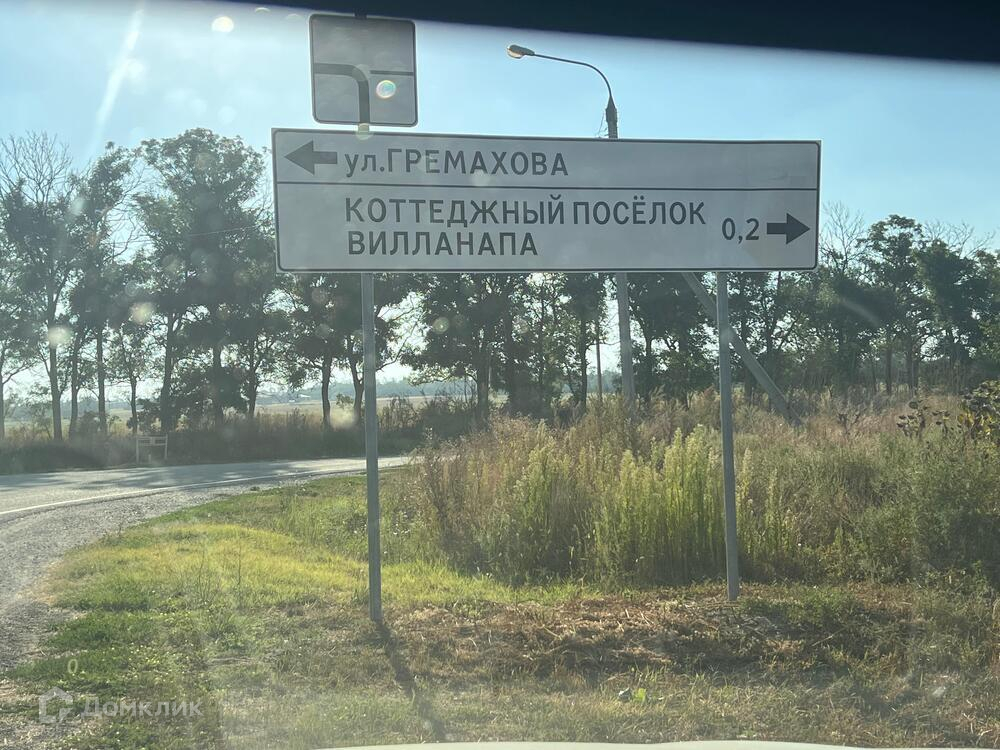 ул.ГРЕМАХОВА
КОТТЕДЖНЫЙ ПОСЁЛОК
ВИЛЛАНАПА
0,2
Домклик